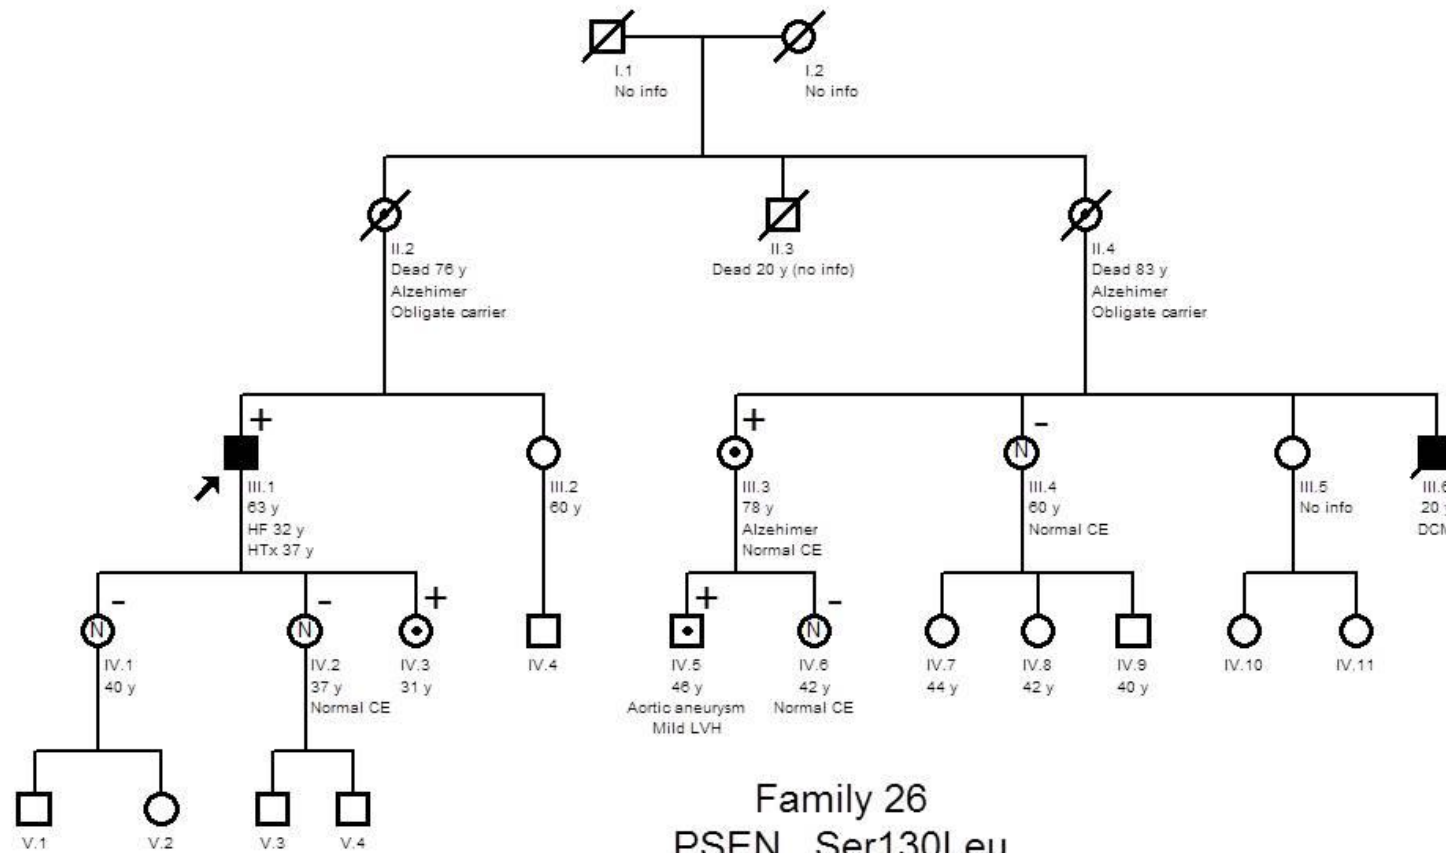 I.1
No info
I.2
No info
II.2
Dead 76 y
Alzehimer
Obligate carrier
II.3
Dead 20 y (no info)
II.4
Dead 83 y
Alzehimer
Obligate carrier
+
III.1
63 y
HF 32 y
HTx 37 y
III.2
60 y
+
III.3
78 y
Alzehimer
Normal CE
-
N
III.4
60 y
Normal CE
III.5
No info
III.6
20 y
DCM
-
N
IV.1
40 y
-
N
IV.2
37 y
Normal CE
+
IV.3
31 y
IV.4
+
IV.5
46 y
Aortic aneurysm
Mild LVH
-
N
IV.6
42 y
Normal CE
IV.7
44 y
IV.8
42 y
IV.9
40 y
IV.10
IV.11
V.1
V.2
V.3
V.4
Family 26
PSEN Ser130Leu